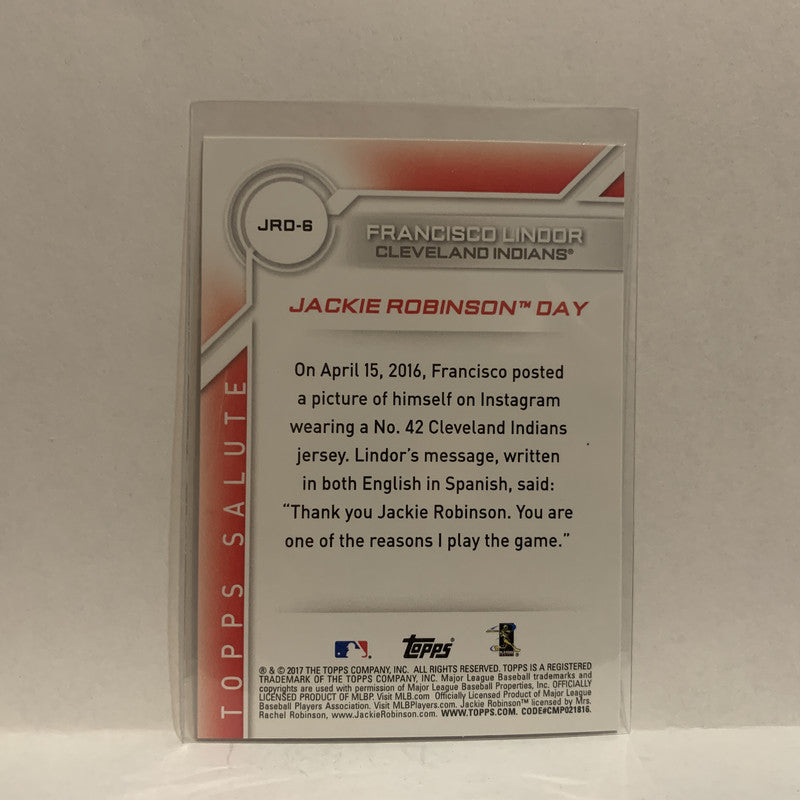 JRD-6
FRANCISCO LINDOR
CLEVELAND INDIANS®
JACKIE ROBINSON™ DAY
On April 15, 2016, Francisco posted
a picture of himself on Instagram
wearing a No. 42 Cleveland Indians
jersey. Lindor's message, written
in both English in Spanish, said:
“Thank you Jackie Robinson. You are
one of the reasons I play the game.”
TOPPS SALUTE
topps
® & © 2017 THE TOPPS COMPANY, INC. ALL RIGHTS RESERVED. TOPPS IS A REGISTERED
TRADEMARK OF THE TOPPS COMPANY, INC. Major League Baseball trademarks and
copyrights are used with permission of Major League Baseball Properties, Inc. OFFICIALLY
LICENSED PRODUCT OF MLBP. Visit MLB.com Officially Licensed Product of Major League
Baseball Players Association. Visit MLBPlayers.com. Jackie Robinson™ licensed by Mrs.
Rachel Robinson, www.JackieRobinson.com. WWW.TOPPS.COM. CODE#CMP021816.